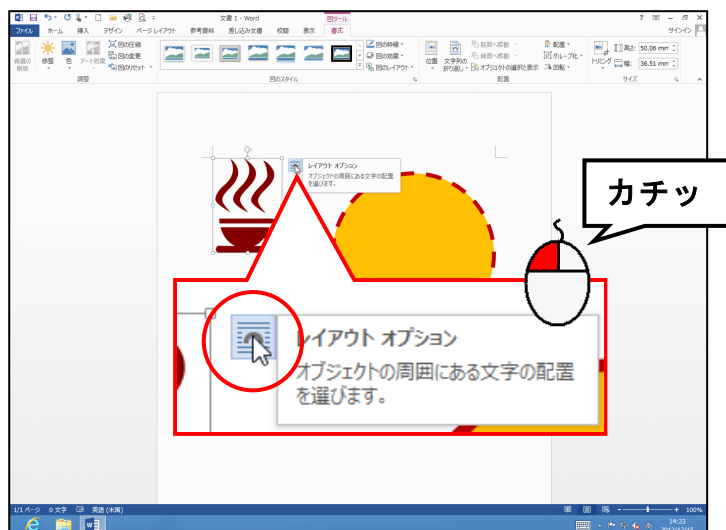 文書 1 - Word
図ツール
ファイル ホーム 挿入 デザイン ページ レイアウト 参考資料 差し込み文書 校閲 表示 書式 サインイン
背景の削除
修整
色
アート効果
図の圧縮
図の変更
図のリセット
調整
図のスタイル
図の枠線
図の効果
図のレイアウト
位置
文字列の折り返し
前面へ移動
背面へ移動
オブジェクトの選択と表示
配置
グループ化
回転
配置
トリミング
高さ: 50.06 mm
幅: 36.51 mm
サイズ
レイアウト オプション
オブジェクトの周囲にある文字の配置
を選びます。
カチッ
レイアウト オプション
オブジェクトの周囲にある文字の配置
を選びます。
1/1 ページ 0 文字 英語 (米国) 100%
14:23